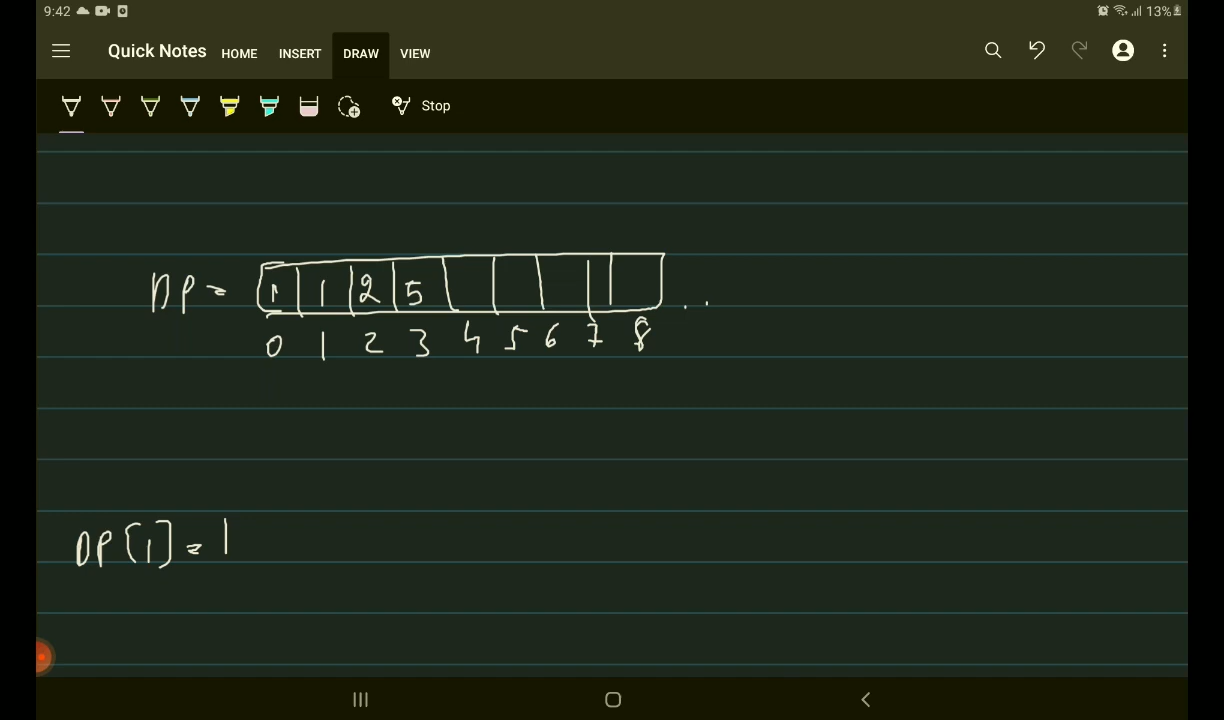 9:42 13%
Quick Notes HOME INSERT DRAW VIEW
Stop
DP = 1 1 2 5 ..
0 1 2 3 4 5 6 7 8
DP[1] = 1